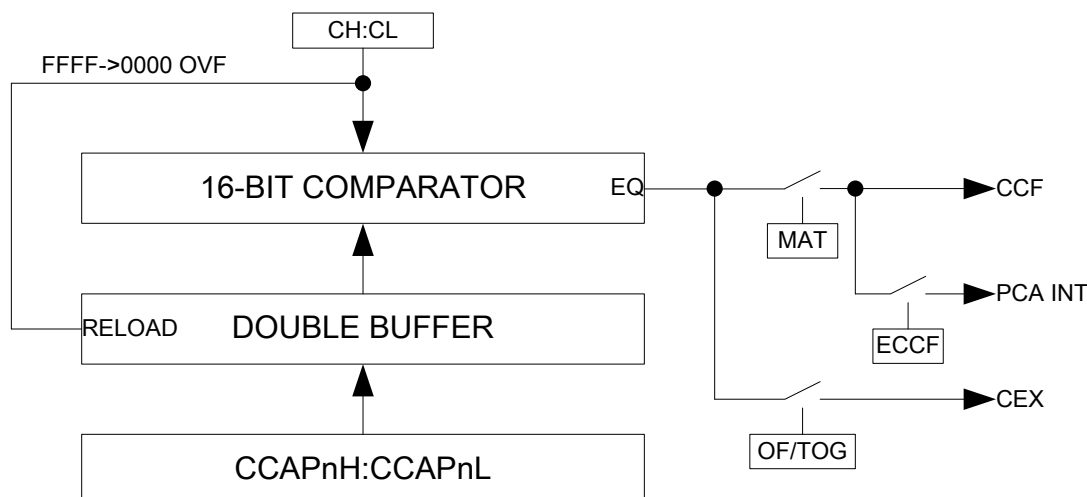 CH:CL
FFFF->0000 OVF
16-BIT COMPARATOR
EQ
CCF
MAT
PCA INT
RELOAD
DOUBLE BUFFER
ECCF
CEX
OF/TOG
CCAPnH:CCAPnL